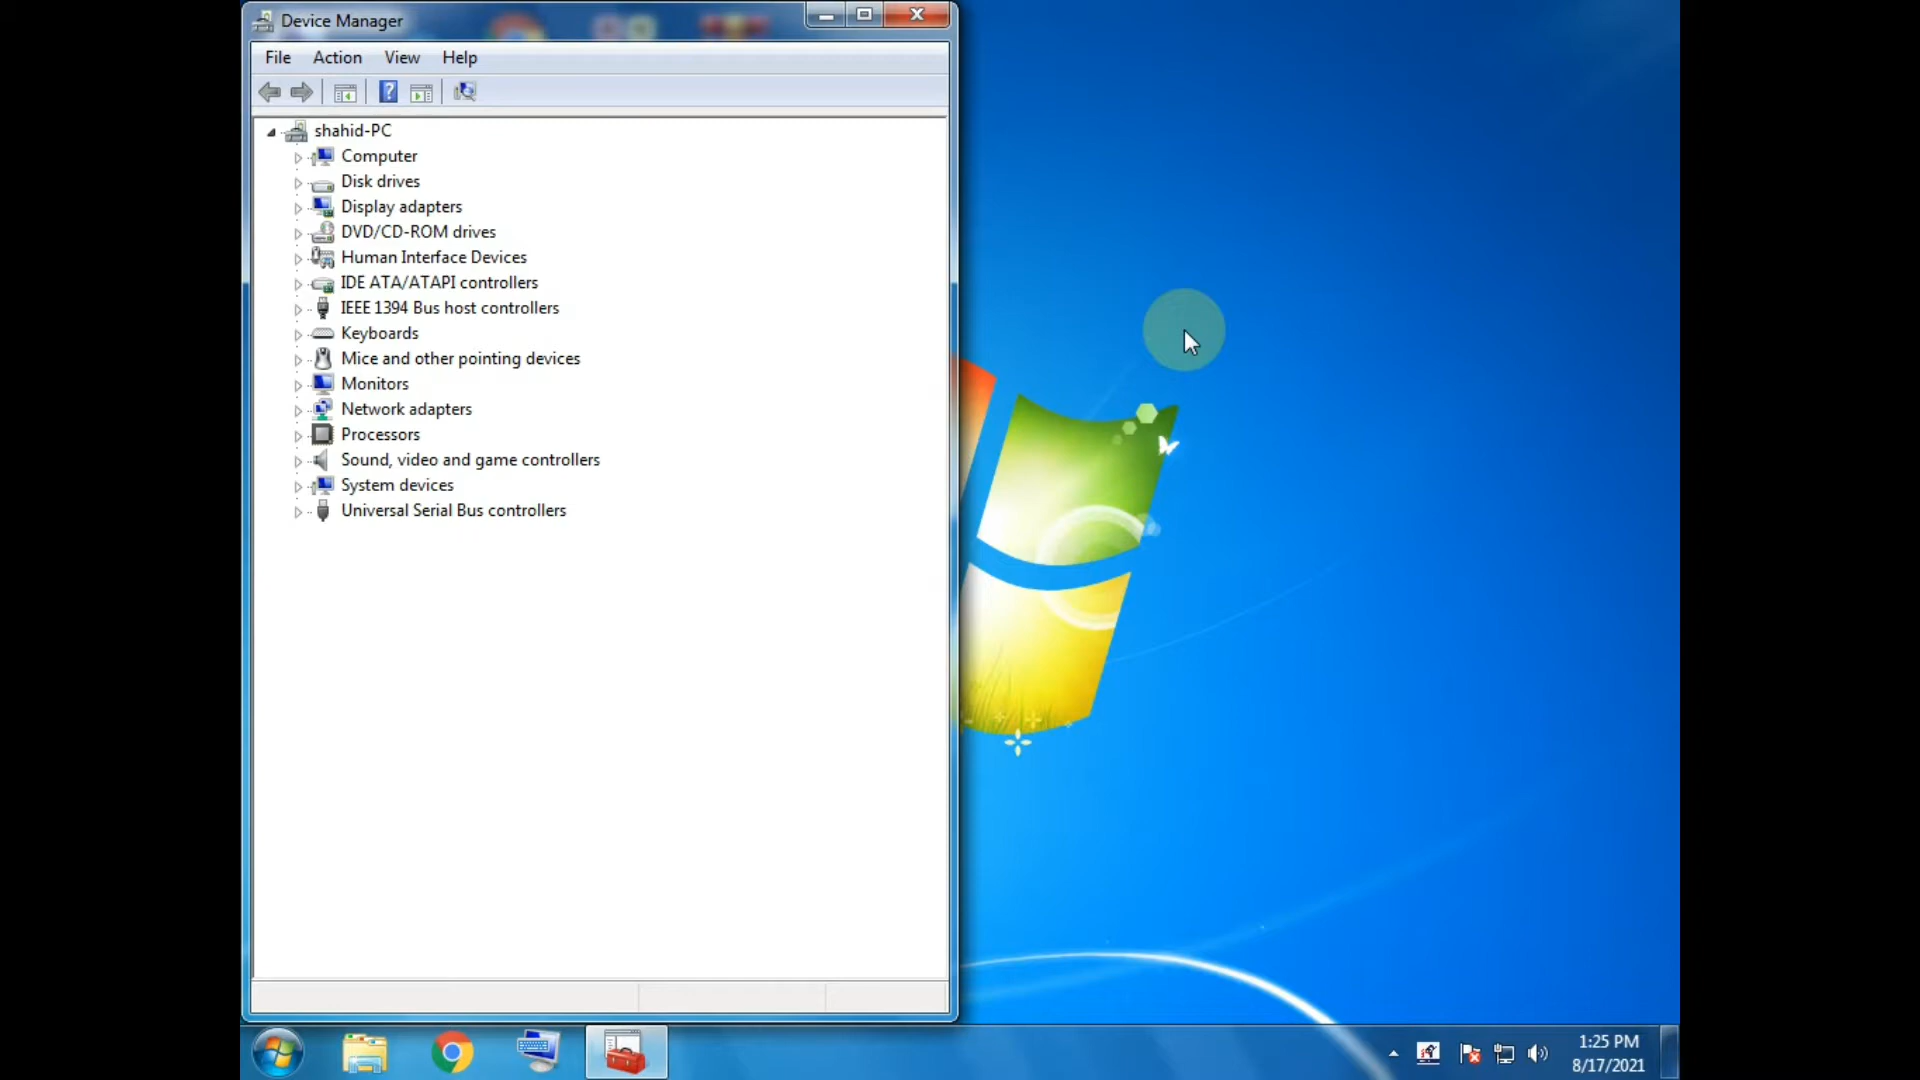 Device Manager
File Action View Help
shahid-PC
Computer
Disk drives
Display adapters
DVD/CD-ROM drives
Human Interface Devices
IDE ATA/ATAPI controllers
IEEE 1394 Bus host controllers
Keyboards
Mice and other pointing devices
Monitors
Network adapters
Processors
Sound, video and game controllers
System devices
Universal Serial Bus controllers
1:25 PM
8/17/2021